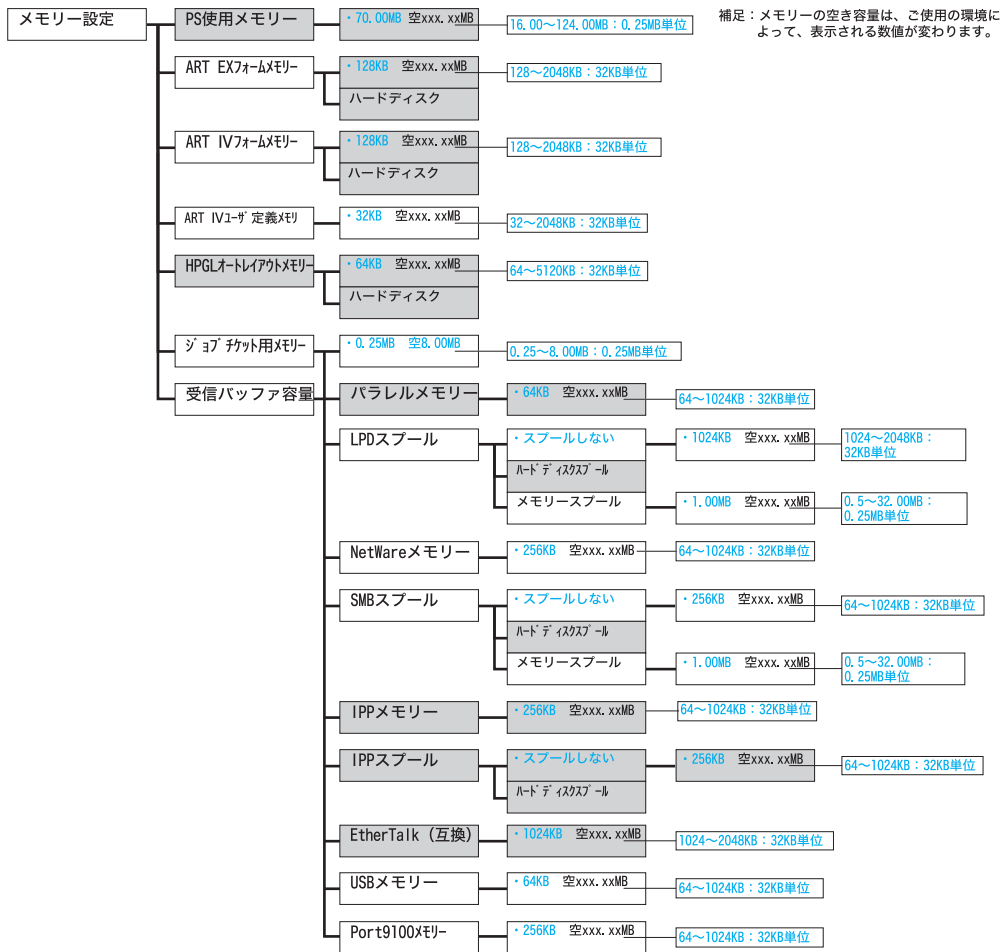 メモリー設定
PS使用メモリー
・70.00MB 空xxx.xxMB
16.00～124.00MB：0.25MB単位
補足：メモリーの空き容量は、ご使用の環境に
よって、表示される数値が変わります。
ART EXフォームメモリー
・128KB 空xxx.xxMB
128～2048KB：32KB単位
ハードディスク
ART IVフォームメモリー
・128KB 空xxx.xxMB
128～2048KB：32KB単位
ハードディスク
ART IVユーザ定義メモリ
・32KB 空xxx.xxMB
32～2048KB：32KB単位
HPGLオートレイアウトメモリー
・64KB 空xxx.xxMB
64～5120KB：32KB単位
ハードディスク
ジョブチケット用メモリー
・0.25MB 空8.00MB
0.25～8.00MB：0.25MB単位
受信バッファ容量
パラレルメモリー
・64KB 空xxx.xxMB
64～1024KB：32KB単位
LPDスプール
・スプールしない
・1024KB 空xxx.xxMB
1024～2048KB：
32KB単位
ハードディスクスプール
メモリースプール
・1.00MB 空xxx.xxMB
0.5～32.00MB：
0.25MB単位
NetWareメモリー
・256KB 空xxx.xxMB
64～1024KB：32KB単位
SMBスプール
・スプールしない
・256KB 空xxx.xxMB
64～1024KB：32KB単位
ハードディスクスプール
メモリースプール
・1.00MB 空xxx.xxMB
0.5～32.00MB：
0.25MB単位
IPPメモリー
・256KB 空xxx.xxMB
64～1024KB：32KB単位
IPPスプール
・スプールしない
・256KB 空xxx.xxMB
64～1024KB：32KB単位
ハードディスクスプール
EtherTalk（互換）
・1024KB 空xxx.xxMB
1024～2048KB：32KB単位
USBメモリー
・64KB 空xxx.xxMB
64～1024KB：32KB単位
Port9100メモリー
・256KB 空xxx.xxMB
64～1024KB：32KB単位